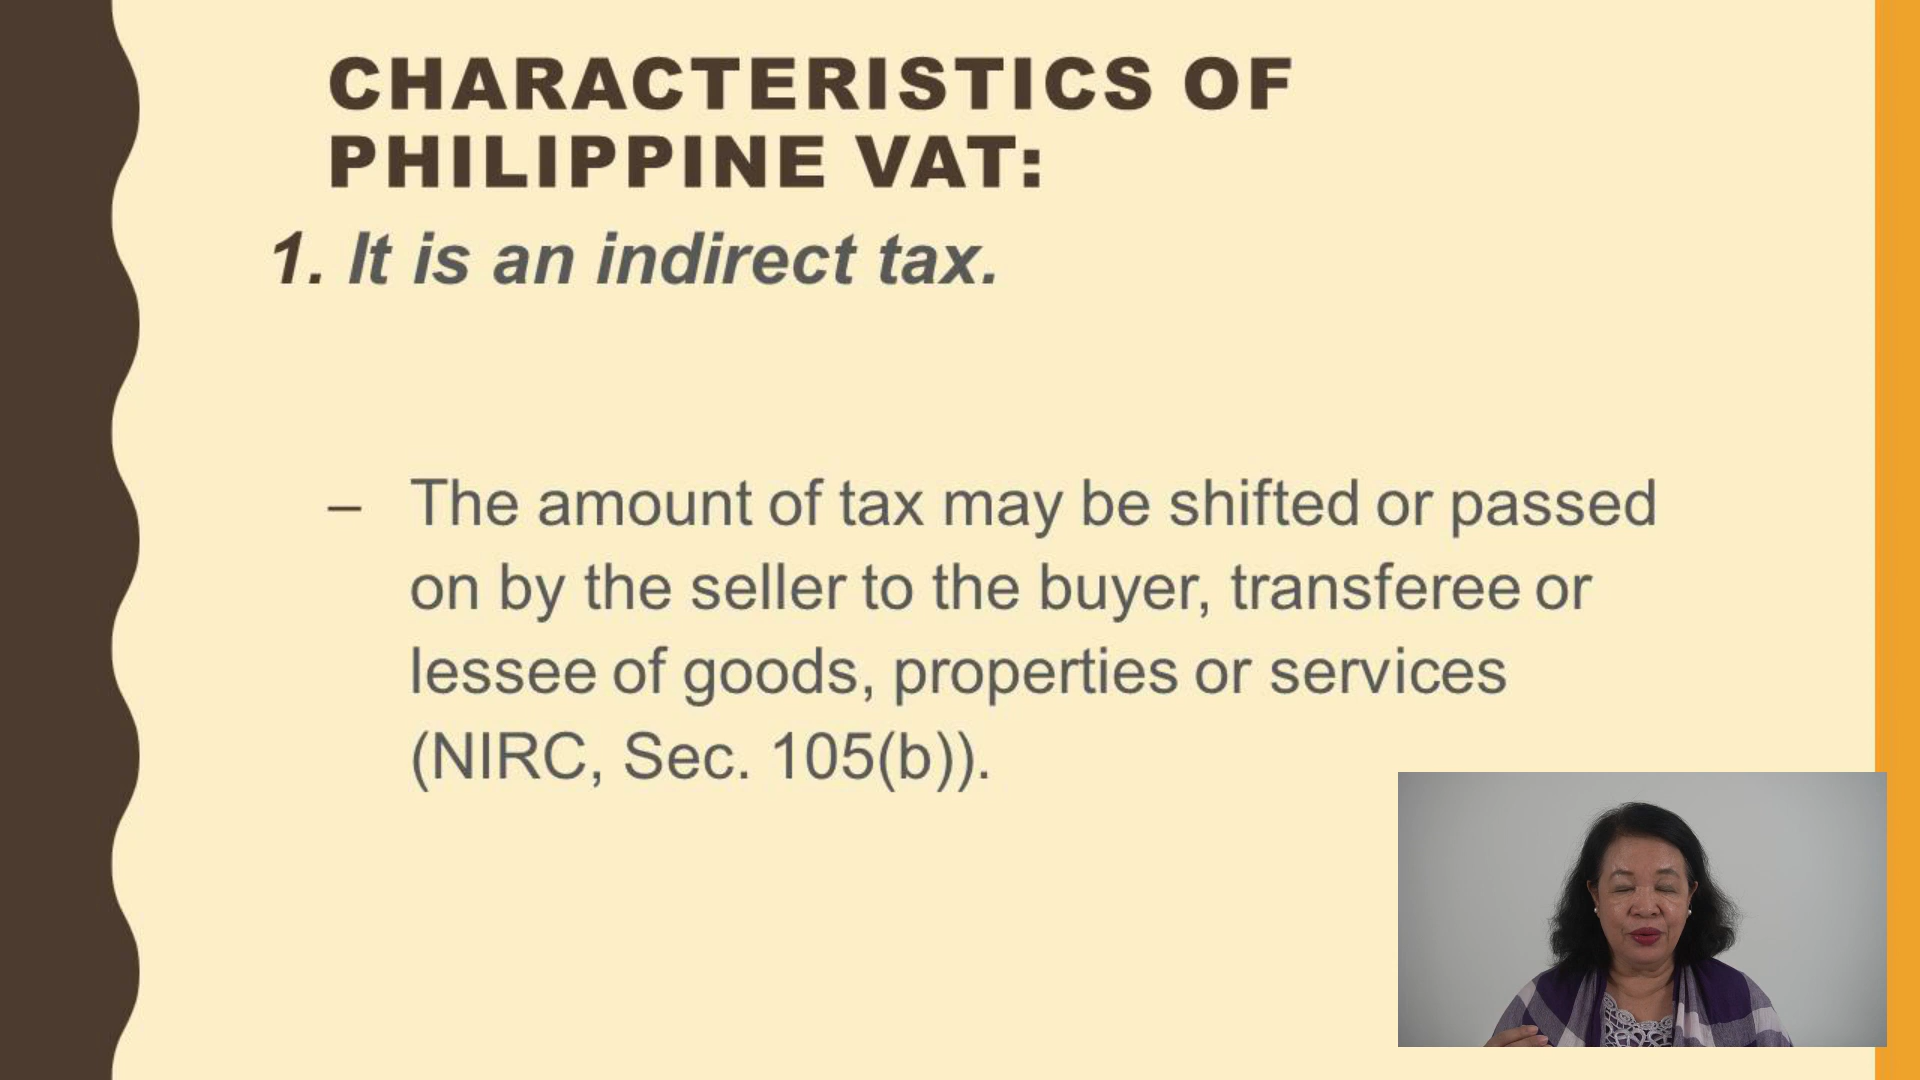 CHARACTERISTICS OF
PHILIPPINE VAT:
1. It is an indirect tax.
– The amount of tax may be shifted or passed
on by the seller to the buyer, transferee or
lessee of goods, properties or services
(NIRC, Sec. 105(b)).